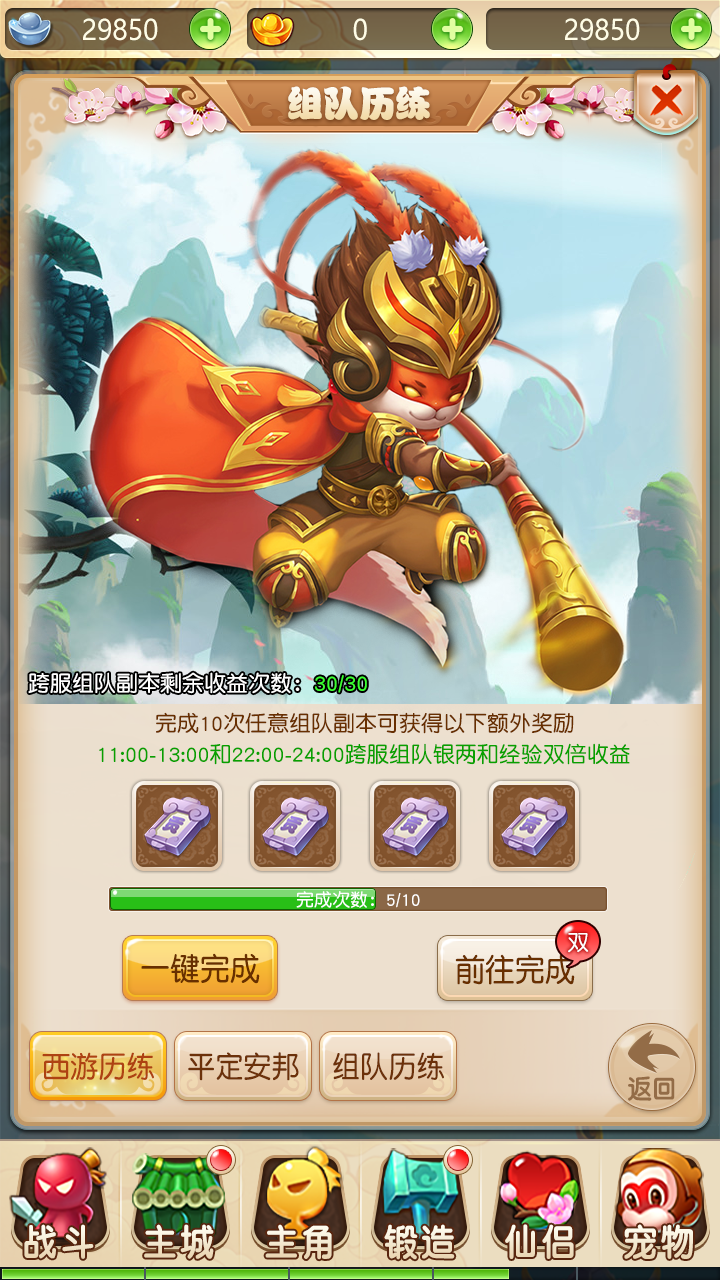 29850 0 29850
组队历练
跨服组队副本剩余收益次数：30/30
完成10次任意组队副本可获得以下额外奖励
11:00-13:00和22:00-24:00跨服组队银两和经验双倍收益
完成次数：5/10
双
一键完成 前往完成
西游历练 平定安邦 组队历练 返回
战斗 主城 主角 锻造 仙侣 宠物